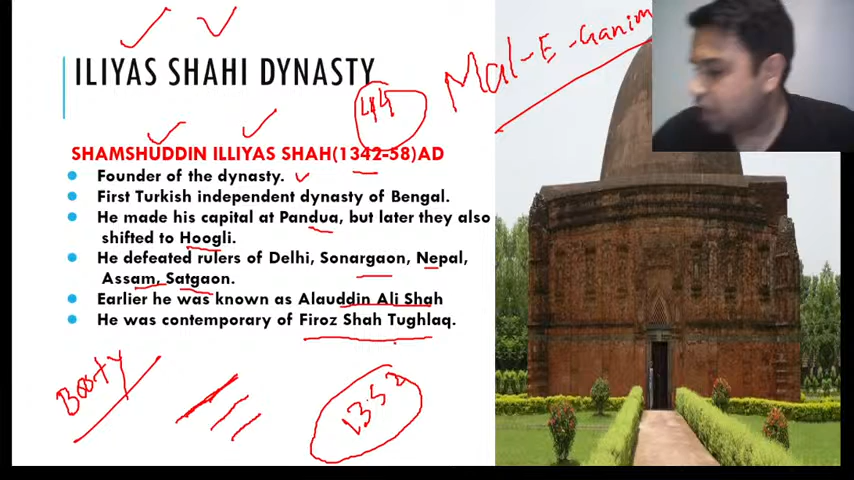 Mal-E-Ganim
ILIYAS SHAHI DYNASTY
44
SHAMSHUDDIN ILLIYAS SHAH(1342-58)AD
Founder of the dynasty.
First Turkish independent dynasty of Bengal.
He made his capital at Pandua, but later they also
shifted to Hoogli.
He defeated rulers of Delhi, Sonargaon, Nepal,
Assam, Satgaon.
Earlier he was known as Alauddin Ali Shah
He was contemporary of Firoz Shah Tughlaq.
Booty
1352